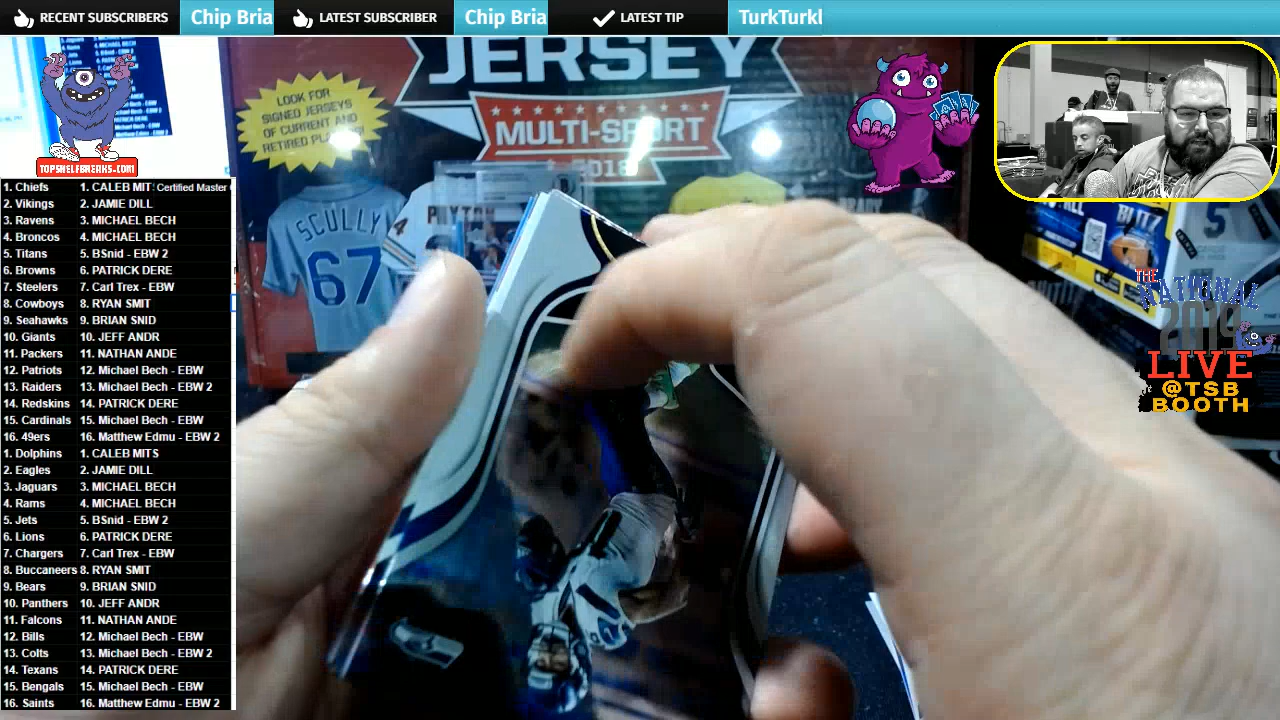 RECENT SUBSCRIBERS
Chip Bria
LATEST SUBSCRIBER
Chip Bria
LATEST TIP
TurkTurkl
TOPSHELFBREAKS.COM
JERSEY
MULTI-SPORT
2018
LOOK FOR
SIGNED JERSEYS
OF CURRENT AND
RETIRED
SCULLY
67
5
THE
NATIONAL
2019
LIVE
@TSB
BOOTH
1. Chiefs 1. CALEB MIT: Certified Master
2. Vikings 2. JAMIE DILL
3. Ravens 3. MICHAEL BECH
4. Broncos 4. MICHAEL BECH
5. Titans 5. BSnid - EBW 2
6. Browns 6. PATRICK DERE
7. Steelers 7. Carl Trex - EBW
8. Cowboys 8. RYAN SMIT
9. Seahawks 9. BRIAN SNID
10. Giants 10. JEFF ANDR
11. Packers 11. NATHAN ANDE
12. Patriots 12. Michael Bech - EBW
13. Raiders 13. Michael Bech - EBW 2
14. Redskins 14. PATRICK DERE
15. Cardinals 15. Michael Bech - EBW
16. 49ers 16. Matthew Edmu - EBW 2
1. Dolphins 1. CALEB MITS
2. Eagles 2. JAMIE DILL
3. Jaguars 3. MICHAEL BECH
4. Rams 4. MICHAEL BECH
5. Jets 5. BSnid - EBW 2
6. Lions 6. PATRICK DERE
7. Chargers 7. Carl Trex - EBW
8. Buccaneers 8. RYAN SMIT
9. Bears 9. BRIAN SNID
10. Panthers 10. JEFF ANDR
11. Falcons 11. NATHAN ANDE
12. Bills 12. Michael Bech - EBW
13. Colts 13. Michael Bech - EBW 2
14. Texans 14. PATRICK DERE
15. Bengals 15. Michael Bech - EBW
16. Saints 16. Matthew Edmu - EBW 2